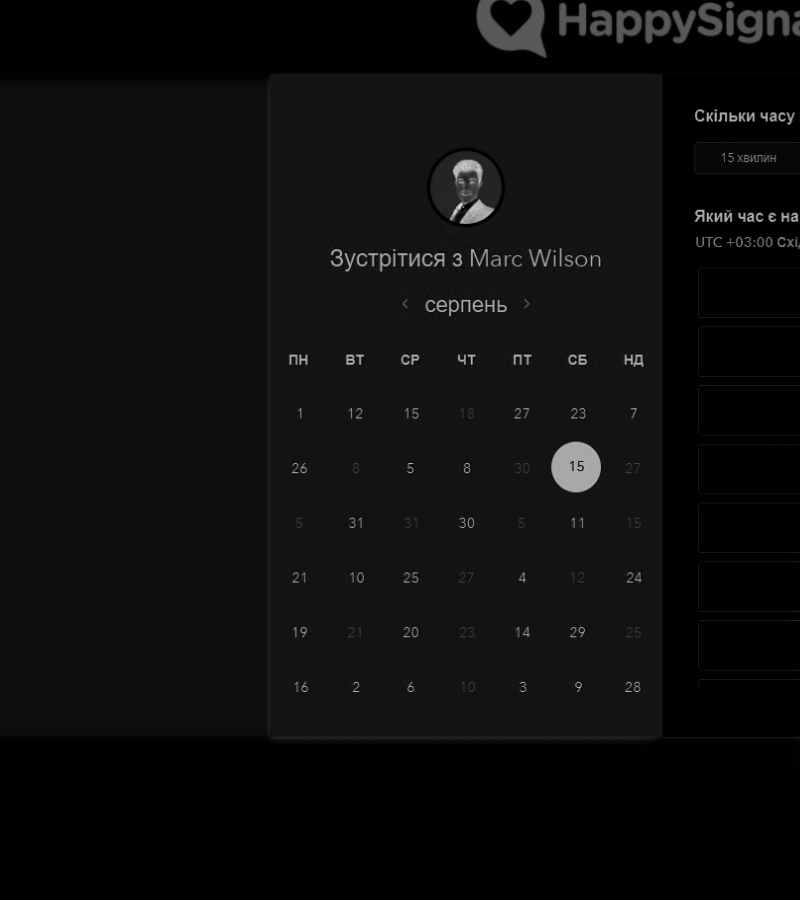 HappySigna
Зустрітися з Marc Wilson
‹ серпень ›
ПН ВТ СР ЧТ ПТ СБ НД
1 12 15 18 27 23 7
26 8 5 8 30 15 27
5 31 31 30 5 11 15
21 10 25 27 4 12 24
19 21 20 23 14 29 25
16 2 6 10 3 9 28
Скільки часу
15 хвилин
Який час є на
UTC +03:00 Схі